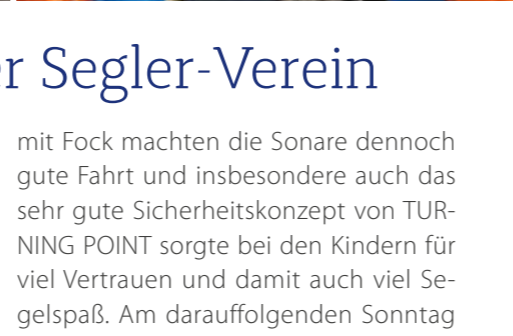 r Segler-Verein
mit Fock machten die Sonare dennoch
gute Fahrt und insbesondere auch das
sehr gute Sicherheitskonzept von TUR-
NING POINT sorgte bei den Kindern für
viel Vertrauen und damit auch viel Se-
gelspaß. Am darauffolgenden Sonntag